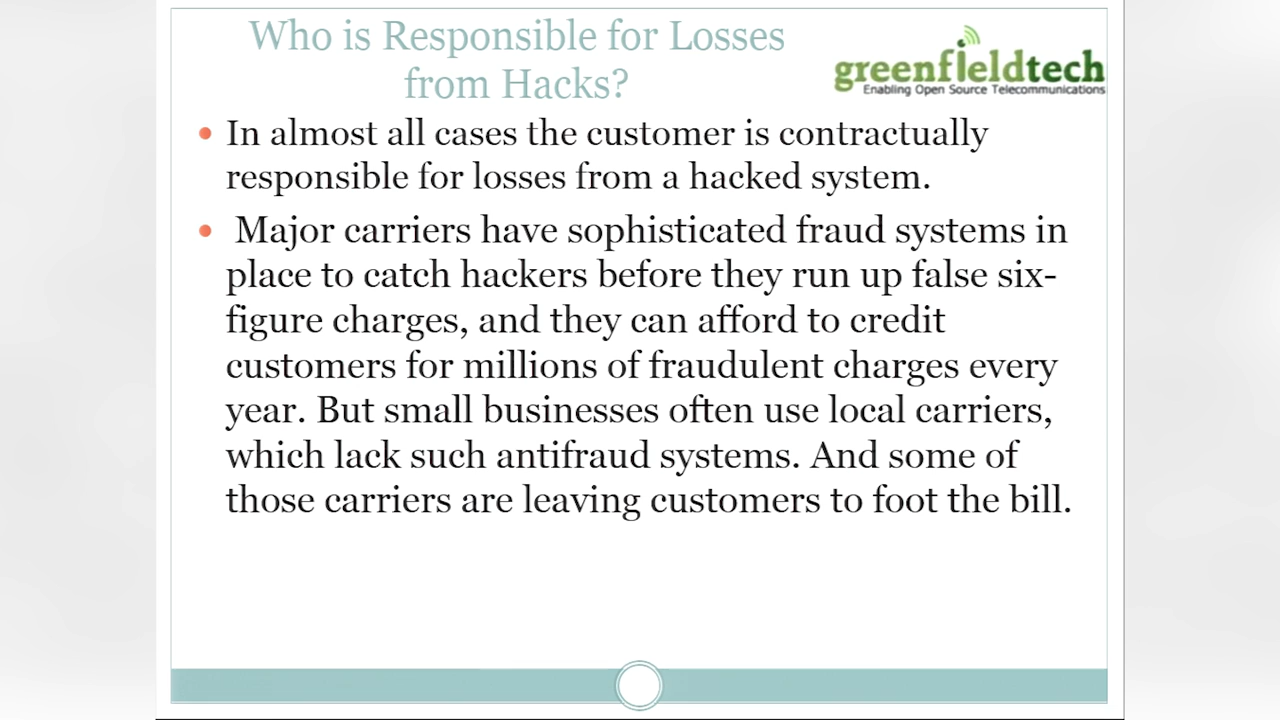 Who is Responsible for Losses
from Hacks?
greenfieldtech
Enabling Open Source Telecommunications
• In almost all cases the customer is contractually
responsible for losses from a hacked system.
• Major carriers have sophisticated fraud systems in
place to catch hackers before they run up false six-
figure charges, and they can afford to credit
customers for millions of fraudulent charges every
year. But small businesses often use local carriers,
which lack such antifraud systems. And some of
those carriers are leaving customers to foot the bill.